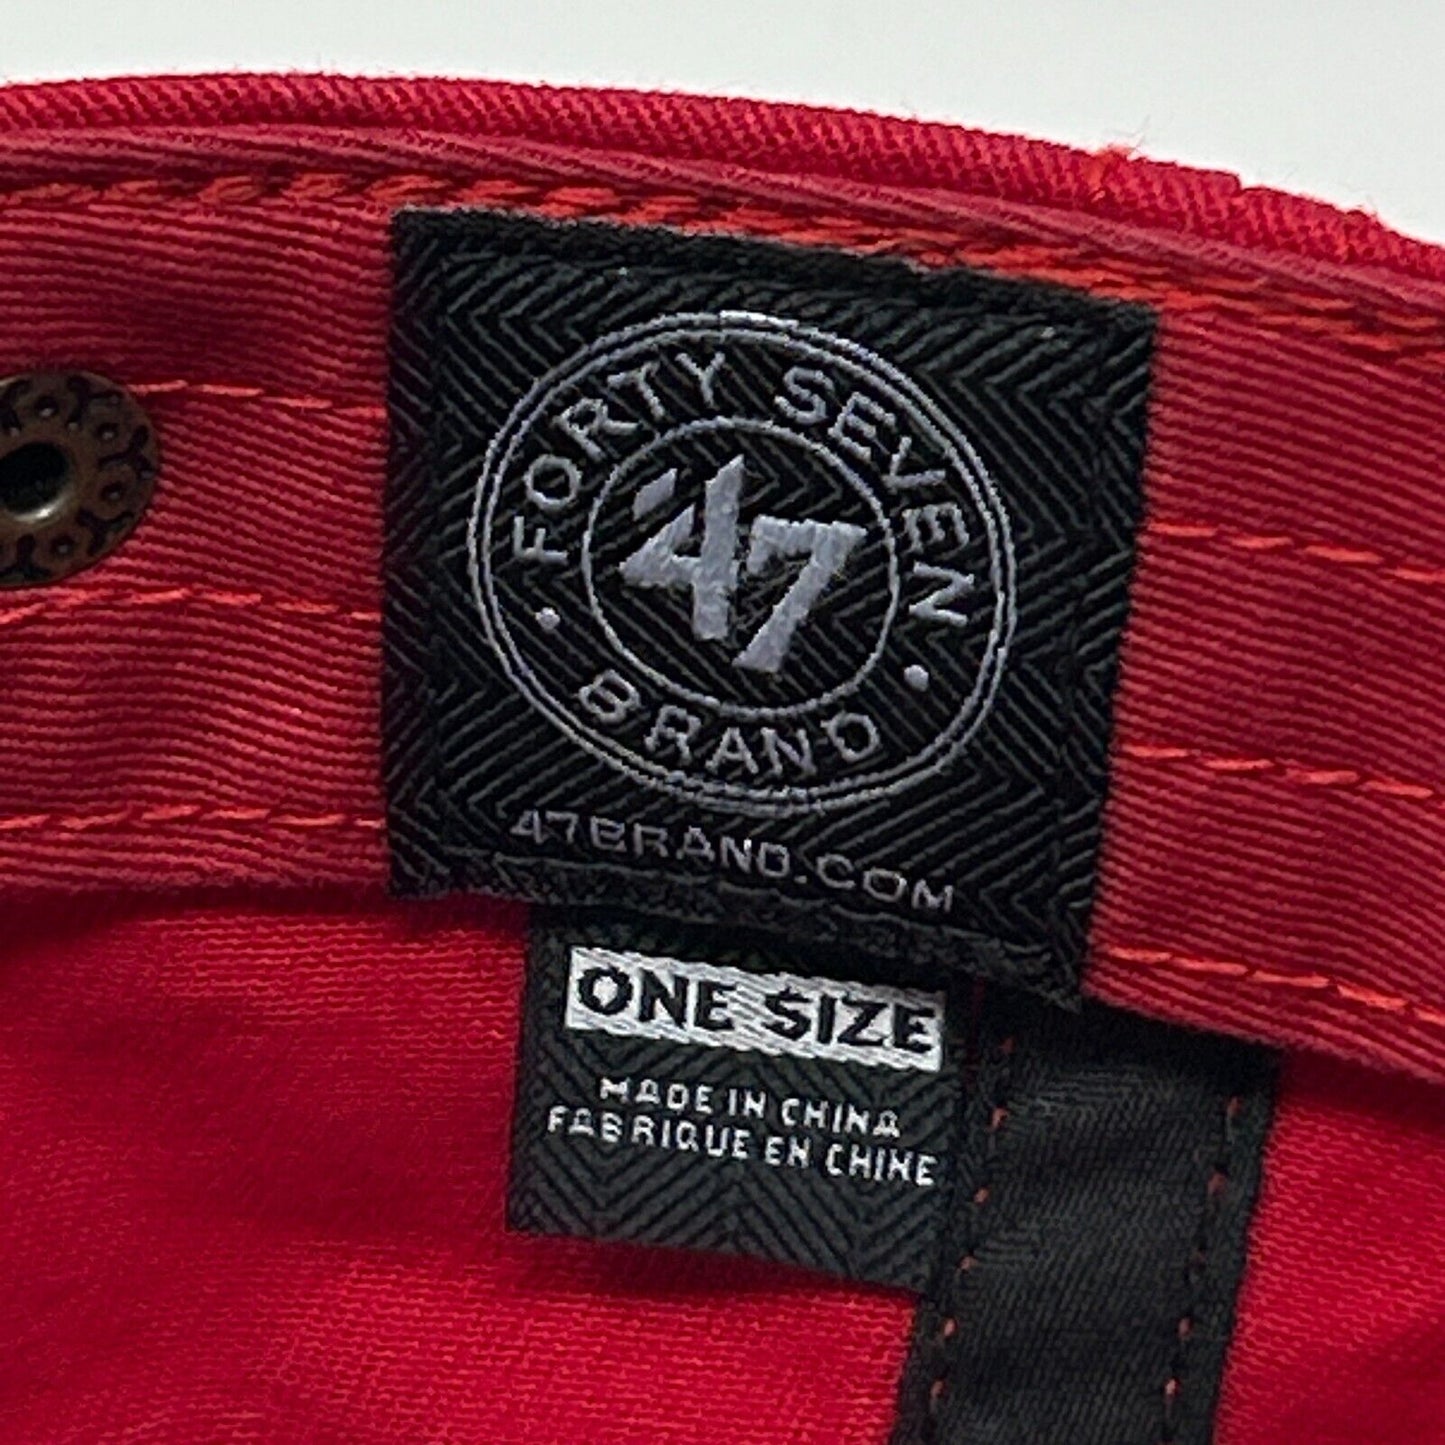 FORTY SEVEN
'47
BRAND
47BRAND.COM
ONE SIZE
MADE IN CHINA
FABRIQUE EN CHINE